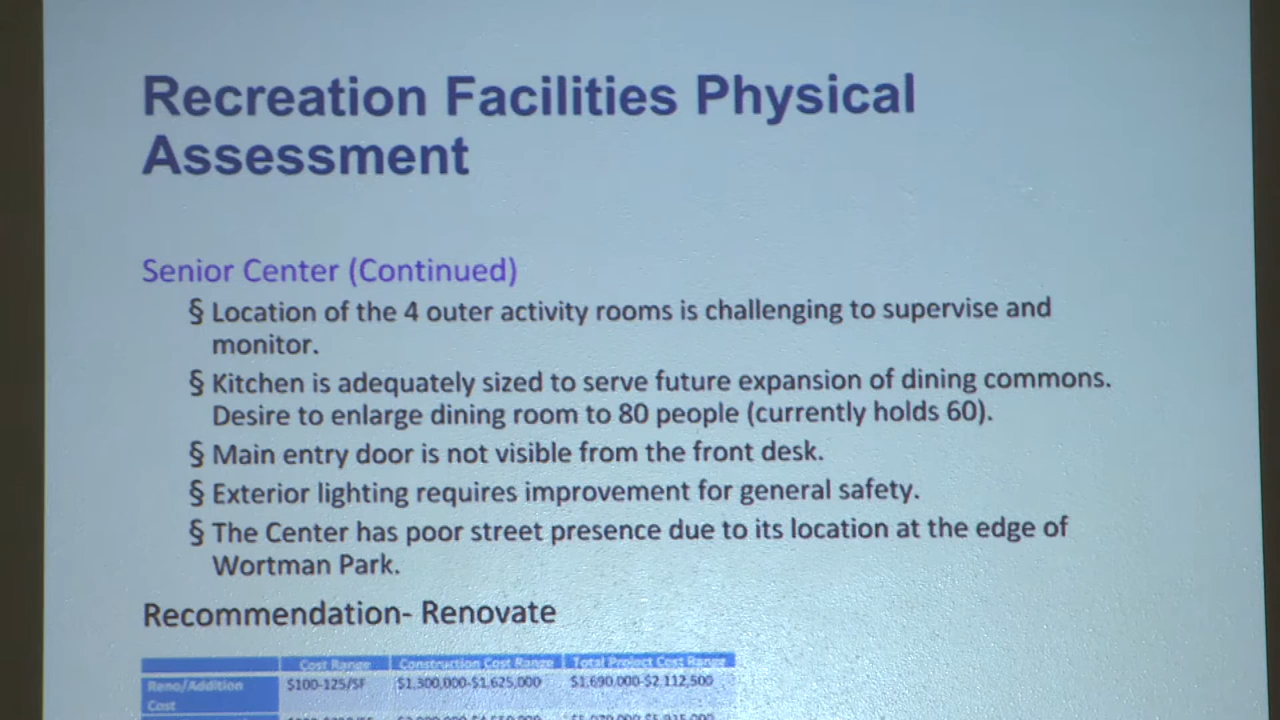 Recreation Facilities Physical
Assessment
Senior Center (Continued)
§ Location of the 4 outer activity rooms is challenging to supervise and
monitor.
§ Kitchen is adequately sized to serve future expansion of dining commons.
Desire to enlarge dining room to 80 people (currently holds 60).
§ Main entry door is not visible from the front desk.
§ Exterior lighting requires improvement for general safety.
§ The Center has poor street presence due to its location at the edge of
Wortman Park.
Recommendation- Renovate
Cost Range Construction Cost Range Total Project Cost Range
Reno/Addition $100-125/SF $1,300,000-$1,625,000 $1,690,000-$2,112,500
Cost